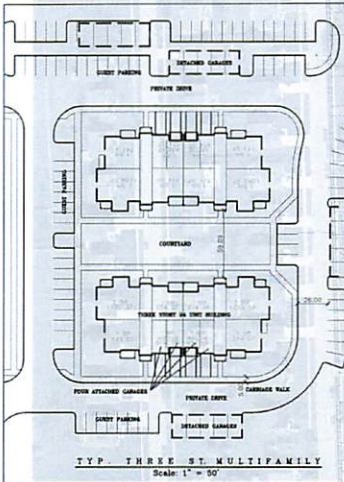 DETACHED GARAGES
GUEST PARKING
PRIVATE DRIVE
GUEST PARKING
COURTYARD
THREE STORY 24 UNIT BUILDING
26.00
FOUR ATTACHED GARAGES
CARRIAGE WALK
PRIVATE DRIVE
GUEST PARKING
DETACHED GARAGES
TYP. THREE ST. MULTIFAMILY
Scale: 1" = 50'